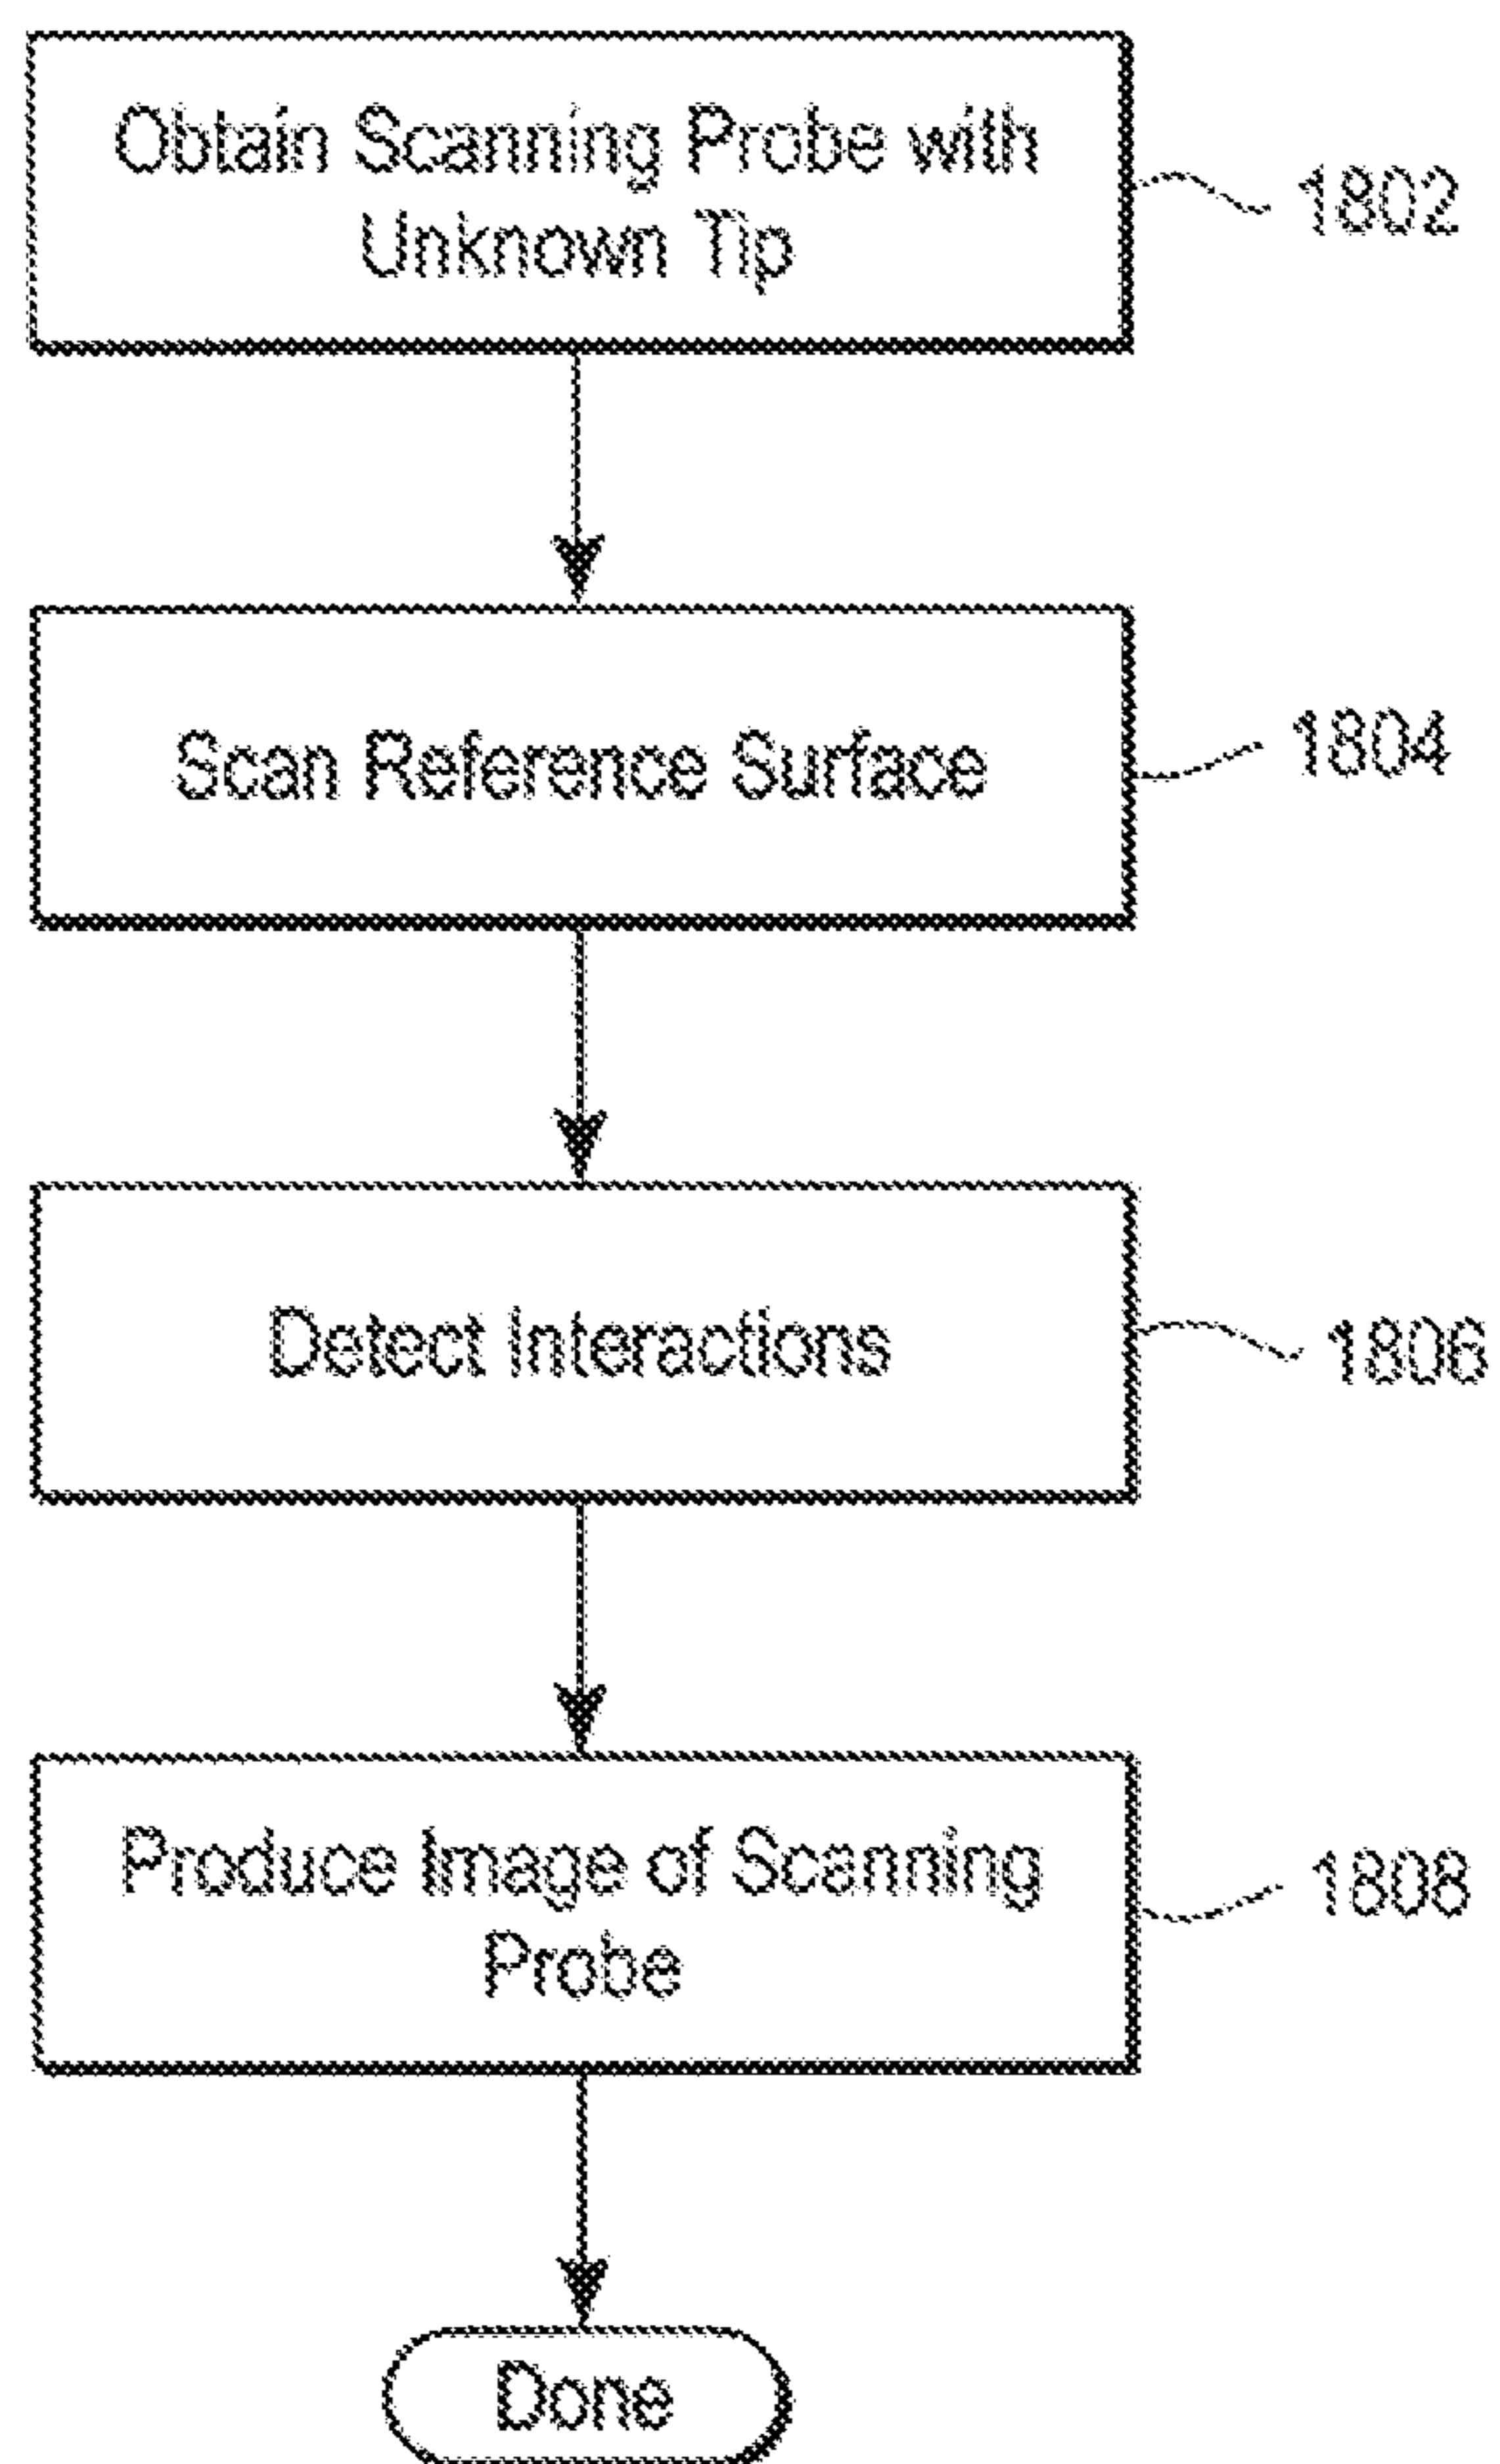 Obtain Scanning Probe with
Unknown Tip
1802
Scan Reference Surface
1804
Detect Interactions
1806
Produce Image of Scanning
Probe
1808
Done